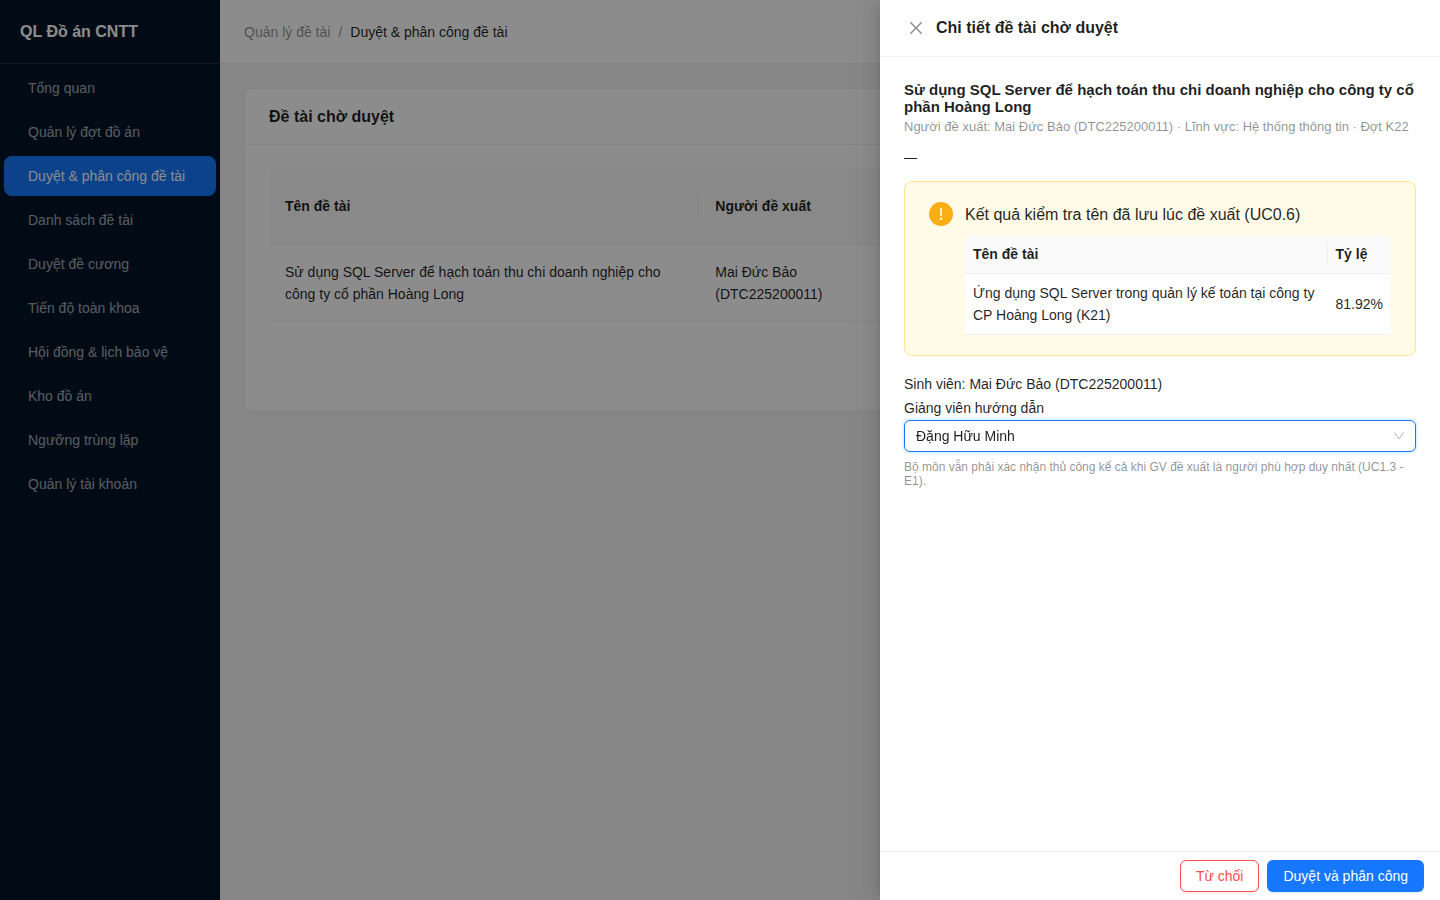 QL Đồ án CNTT
Tổng quan
Quản lý đợt đồ án
Duyệt & phân công đề tài
Danh sách đề tài
Duyệt đề cương
Tiến độ toàn khoa
Hội đồng & lịch bảo vệ
Kho đồ án
Ngưỡng trùng lặp
Quản lý tài khoản
Quản lý đề tài / Duyệt & phân công đề tài
Đề tài chờ duyệt
Tên đề tài
Người đề xuất
Sử dụng SQL Server để hạch toán thu chi doanh nghiệp cho
công ty cổ phần Hoàng Long
Mai Đức Bảo
(DTC225200011)
Chi tiết đề tài chờ duyệt
Sử dụng SQL Server để hạch toán thu chi doanh nghiệp cho công ty cổ
phần Hoàng Long
Người đề xuất: Mai Đức Bảo (DTC225200011) · Lĩnh vực: Hệ thống thông tin · Đợt K22
—
Kết quả kiểm tra tên đã lưu lúc đề xuất (UC0.6)
Tên đề tài
Tỷ lệ
Ứng dụng SQL Server trong quản lý kế toán tại công ty
CP Hoàng Long (K21)
81.92%
Sinh viên: Mai Đức Bảo (DTC225200011)
Giảng viên hướng dẫn
Đặng Hữu Minh
Bộ môn vẫn phải xác nhận thủ công kể cả khi GV đề xuất là người phù hợp duy nhất (UC1.3 -
E1).
Từ chối
Duyệt và phân công